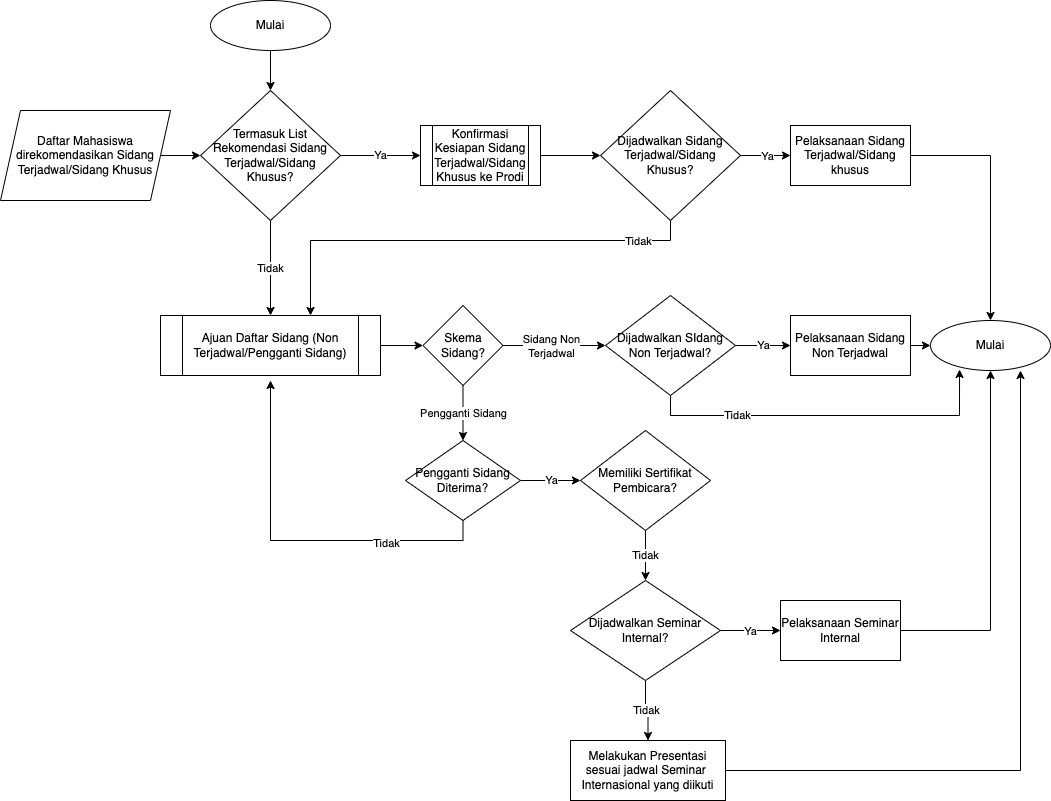 Mulai
Daftar Mahasiswa
direkomendasikan Sidang
Terjadwal/Sidang Khusus
Termasuk List
Rekomendasi Sidang
Terjadwal/Sidang
Khusus?
Ya
Konfirmasi
Kesiapan Sidang
Terjadwal/Sidang
Khusus ke Prodi
Dijadwalkan Sidang
Terjadwal/Sidang
Khusus?
Ya
Pelaksanaan Sidang
Terjadwal/Sidang
khusus
Tidak
Tidak
Ajuan Daftar Sidang (Non
Terjadwal/Pengganti Sidang)
Skema
Sidang?
Sidang Non
Terjadwal
Dijadwalkan SIdang
Non Terjadwal?
Ya
Pelaksanaan Sidang
Non Terjadwal
Mulai
Tidak
Pengganti Sidang
Pengganti Sidang
Diterima?
Ya
Memiliki Sertifikat
Pembicara?
Tidak
Tidak
Dijadwalkan Seminar
Internal?
Ya
Pelaksanaan Seminar
Internal
Tidak
Melakukan Presentasi
sesuai jadwal Seminar
Internasional yang diikuti